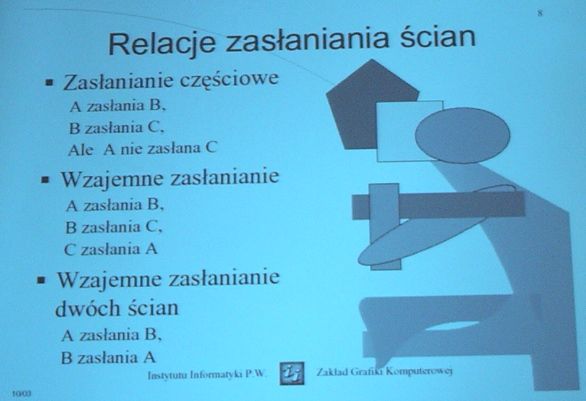 8
Relacje zasłaniania ścian
▪ Zasłanianie częściowe
A zasłania B,
B zasłania C,
Ale A nie zasłana C
▪ Wzajemne zasłanianie
A zasłania B,
B zasłania C,
C zasłania A
▪ Wzajemne zasłanianie
dwóch ścian
A zasłania B,
B zasłania A
Instytutu Informatyki P.W. Zakład Grafiki Komputerowej
10/03